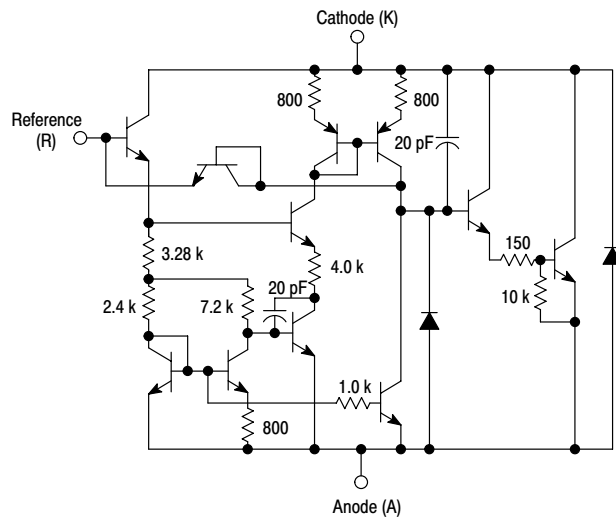 Cathode (K)
800
800
Reference
(R)
20 pF
150
3.28 k
4.0 k
20 pF
10 k
2.4 k
7.2 k
1.0 k
800
Anode (A)